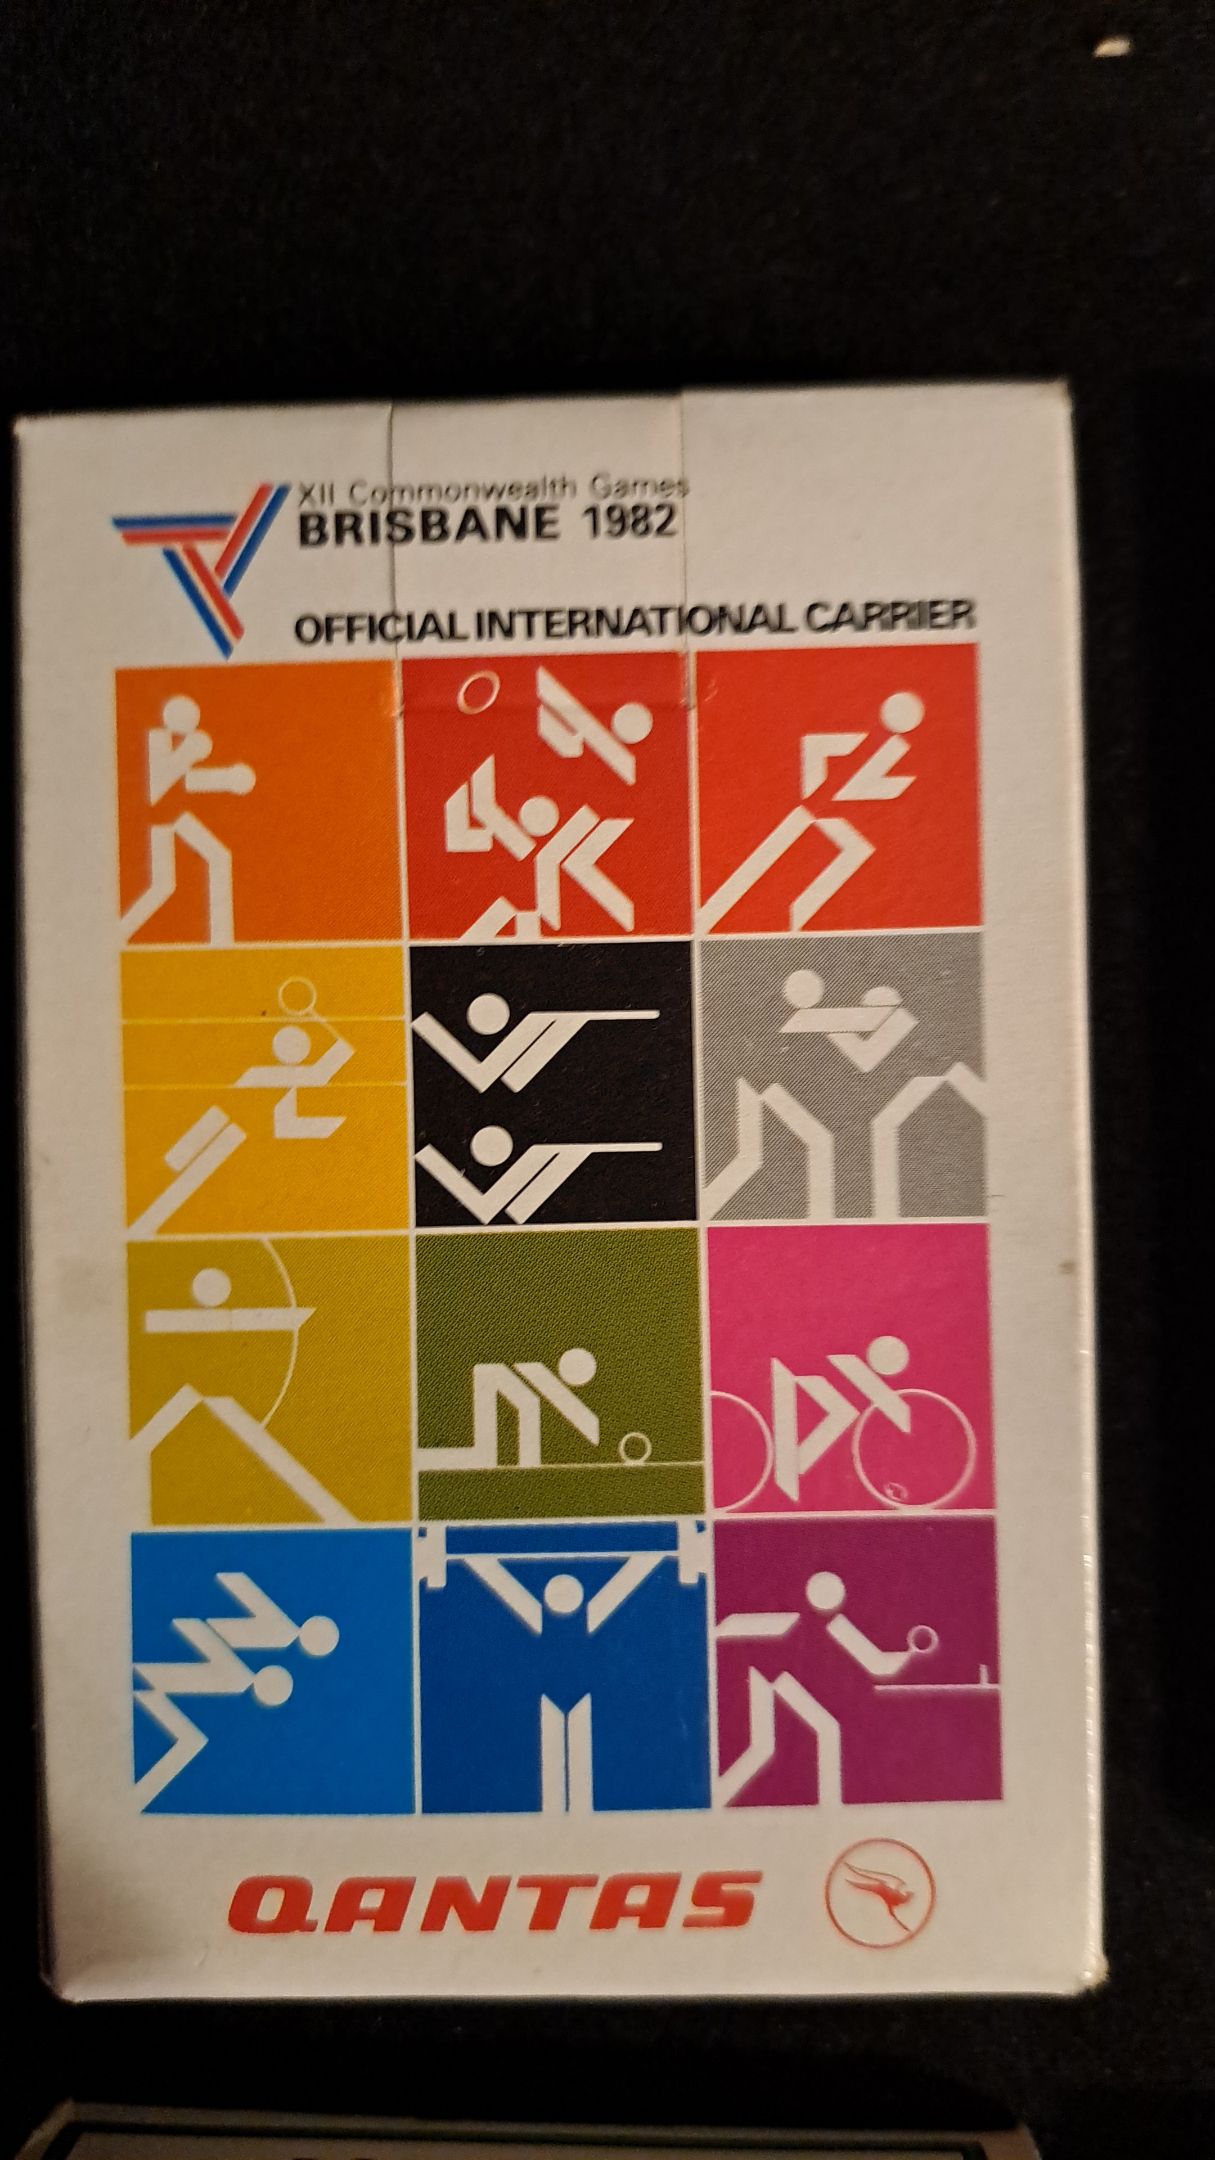 XII Commonwealth Games
BRISBANE 1982
OFFICIAL INTERNATIONAL CARRIER
QANTAS